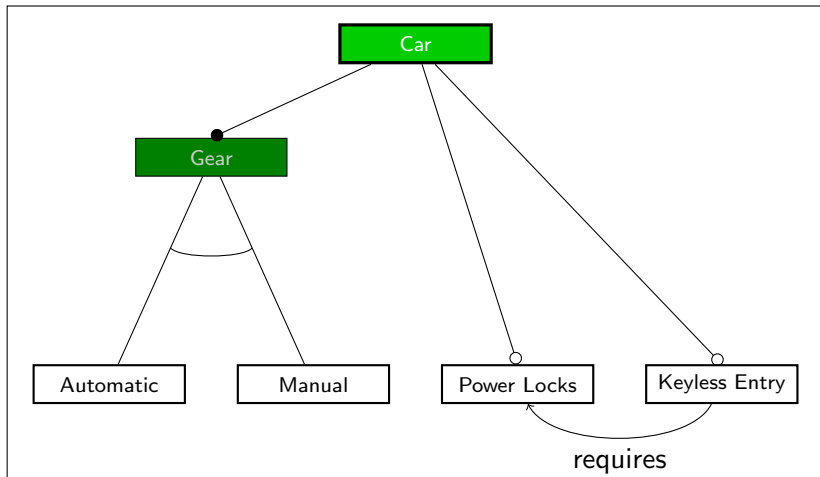 Car
Gear
Automatic
Manual
Power Locks
Keyless Entry
requires